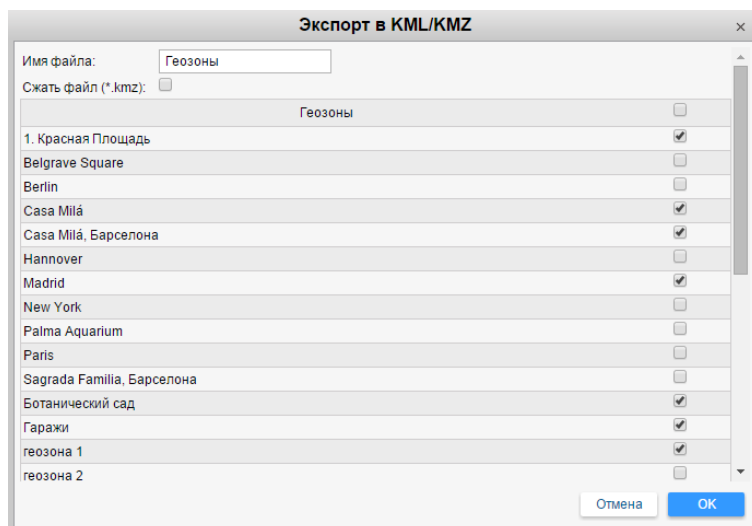 Экспорт в KML/KMZ
Имя файла: Геозоны
Сжать файл (*.kmz):
Геозоны
1. Красная Площадь
Belgrave Square
Berlin
Casa Milá
Casa Milá, Барселона
Hannover
Madrid
New York
Palma Aquarium
Paris
Sagrada Familia, Барселона
Ботанический сад
Гаражи
геозона 1
геозона 2
Отмена OK